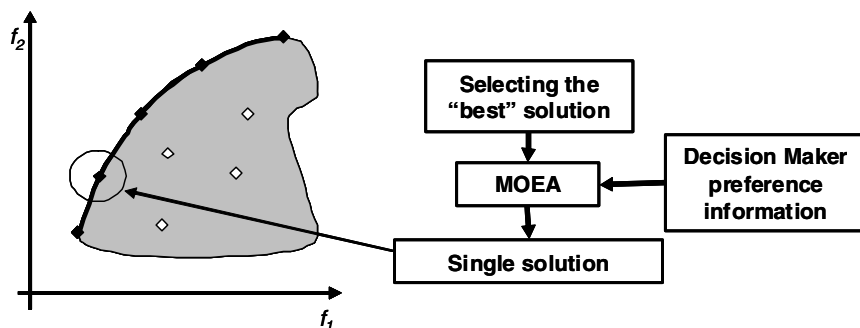 f2
f1
Selecting the
“best” solution
MOEA
Decision Maker
preference
information
Single solution